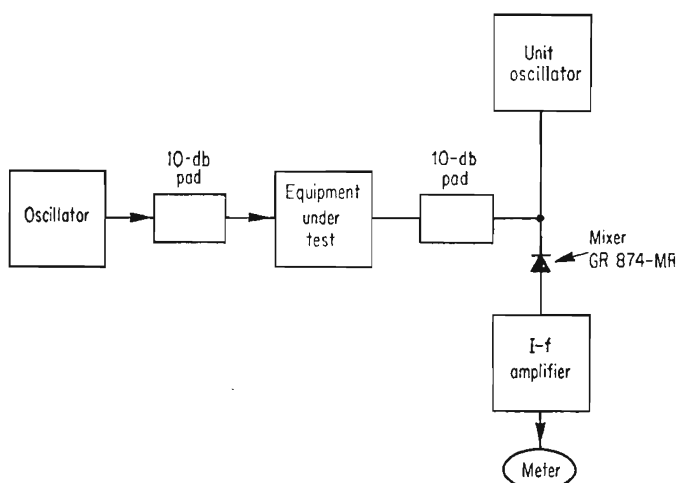 Unit
oscillator
10-db
pad
10-db
pad
Oscillator
Equipment
under
test
Mixer
GR 874-MR
I-f
amplifier
Meter